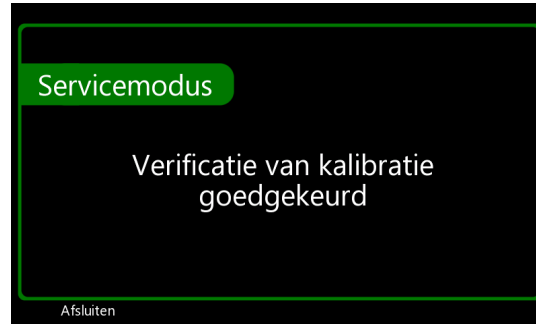 Servicemodus
Verificatie van kalibratie
goedgekeurd
Afsluiten